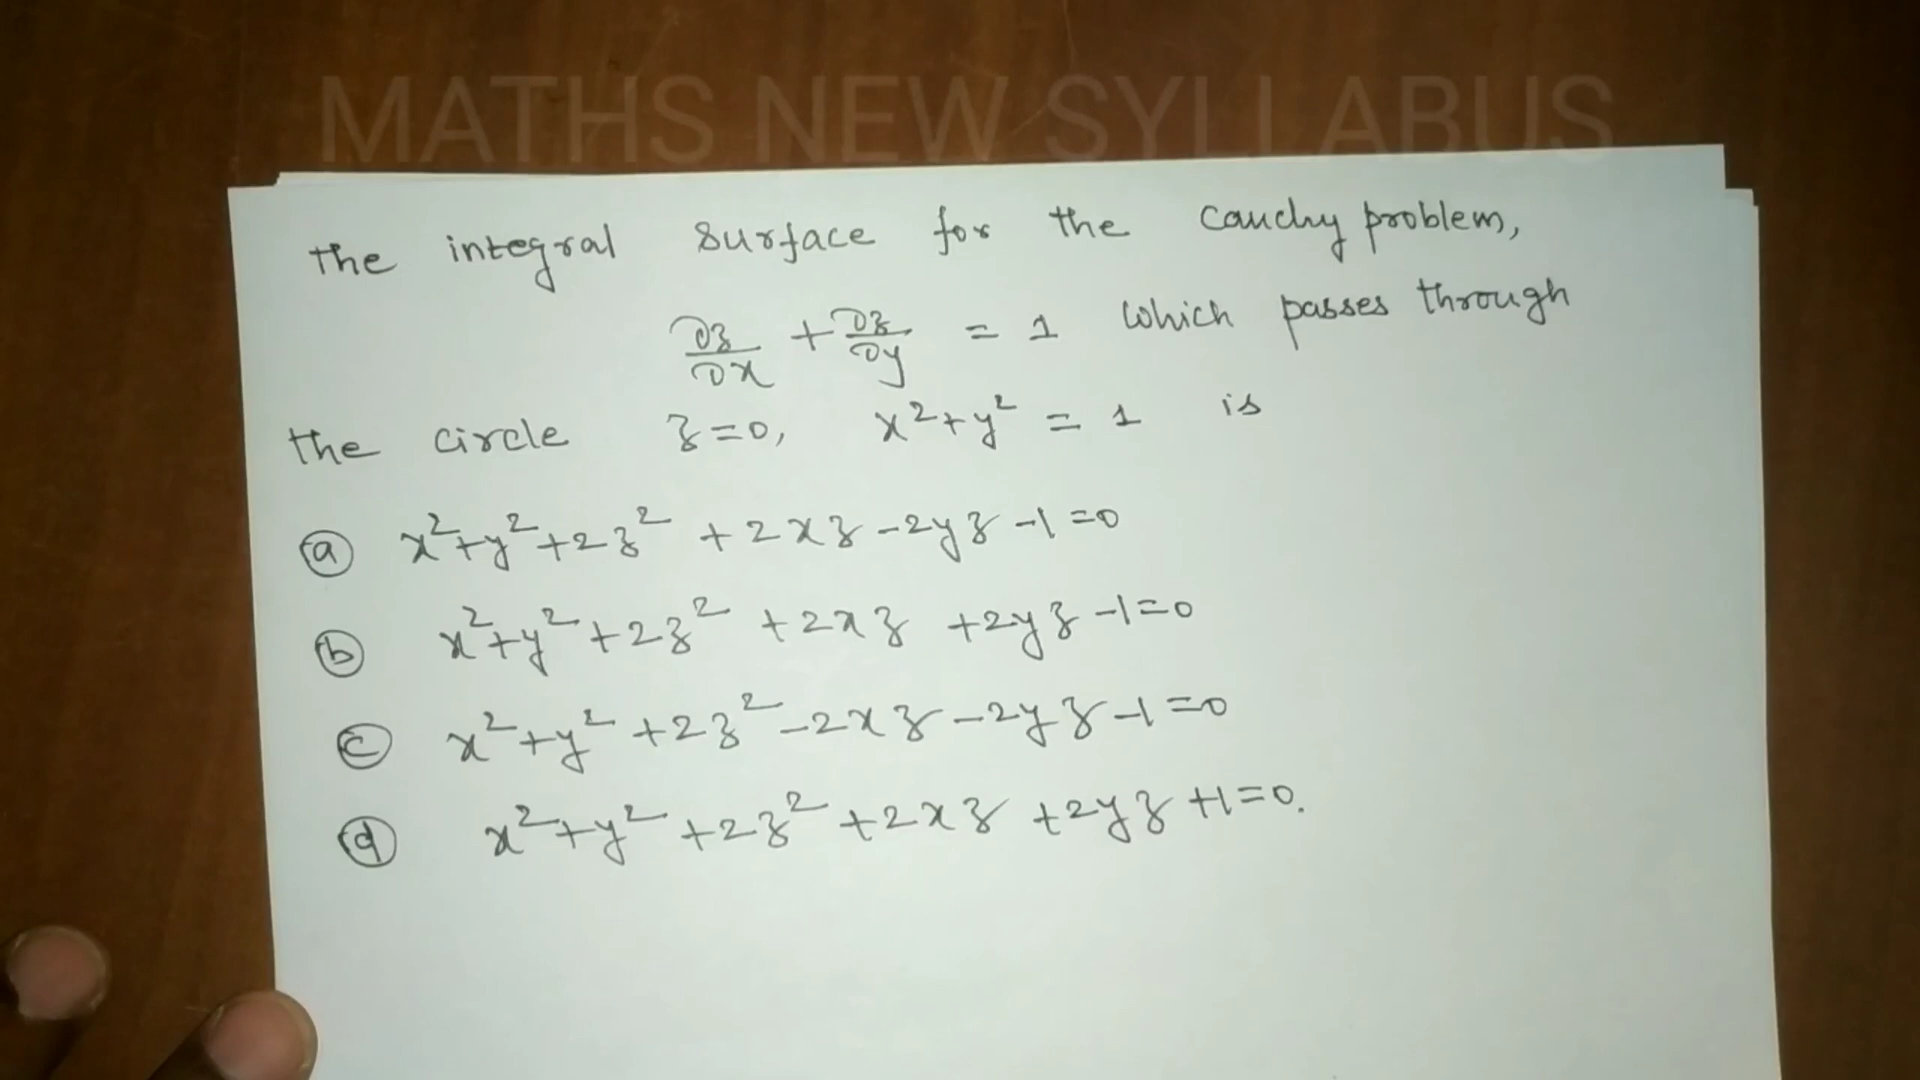 MATHS NEW SYLLABUS
the integral surface for the Cauchy problem,
∂z/∂x + ∂z/∂y = 1 which passes through
the circle z=0, x²+y² = 1 is
ⓐ x²+y²+2z² +2xz -2yz -1=0
ⓑ x²+y²+2z² +2xz +2yz -1=0
ⓒ x²+y² +2z² -2xz -2yz -1=0
ⓓ x²+y² +2z² +2xz +2yz +1=0.